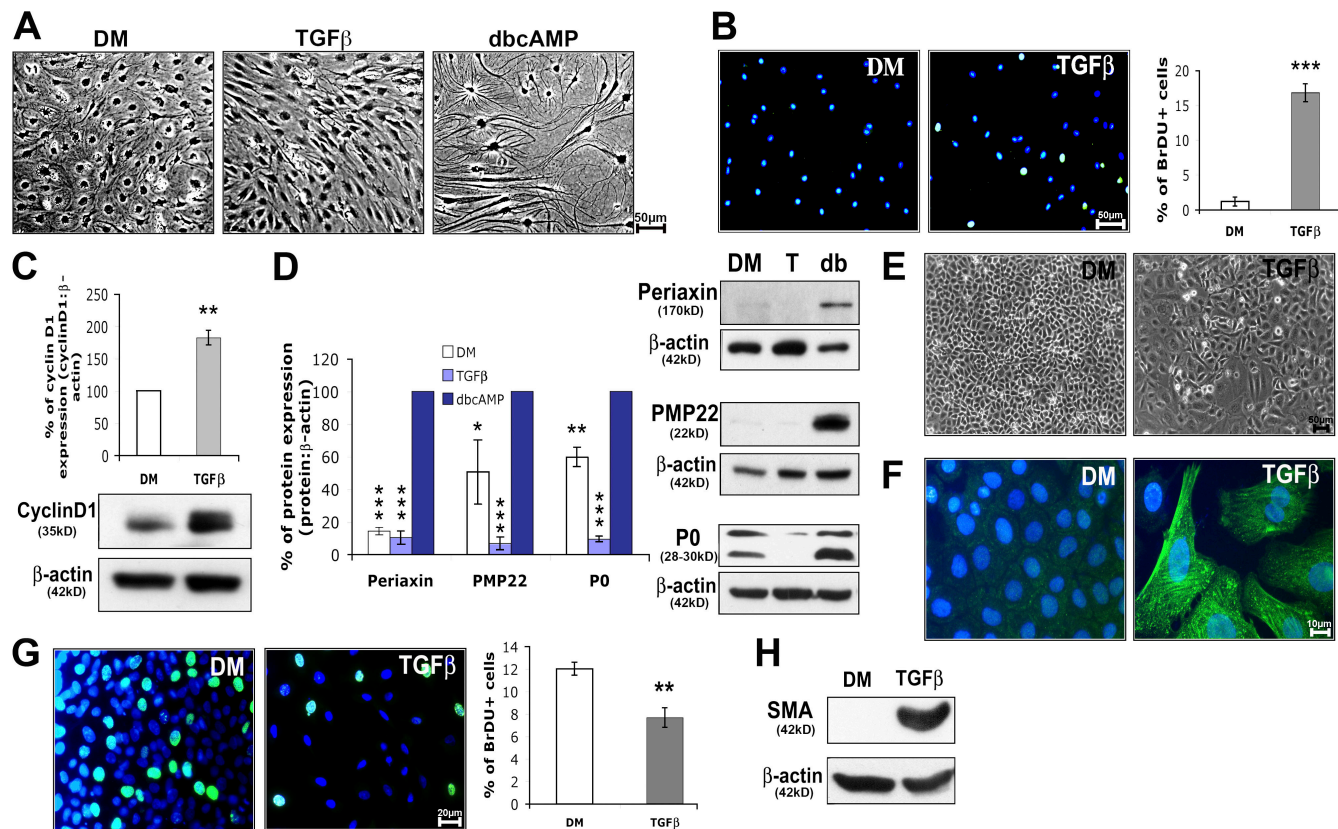 A
DM
TGFβ
dbcAMP
50μm
B
DM
TGFβ
50μm
% of BrDU+ cells
20
15
10
5
0
***
DM
TGFβ
C
% of cyclin D1
expression (cyclinD1:β-
actin)
250
200
150
100
50
0
**
DM
TGFβ
CyclinD1
(35kD)
β-actin
(42kD)
D
% of protein expression
(protein:β-actin)
120
100
80
60
40
20
0
DM
TGFβ
dbcAMP
***
***
*
***
**
***
Periaxin
PMP22
P0
DM T db
Periaxin
(170kD)
β-actin
(42kD)
PMP22
(22kD)
β-actin
(42kD)
P0
(28-30kD)
β-actin
(42kD)
E
DM
TGFβ
50μm
F
DM
TGFβ
10μm
G
DM
TGFβ
20μm
% of BrDU+ cells
14
12
10
8
6
4
2
0
**
DM
TGFβ
H
DM TGFβ
SMA
(42kD)
β-actin
(42kD)